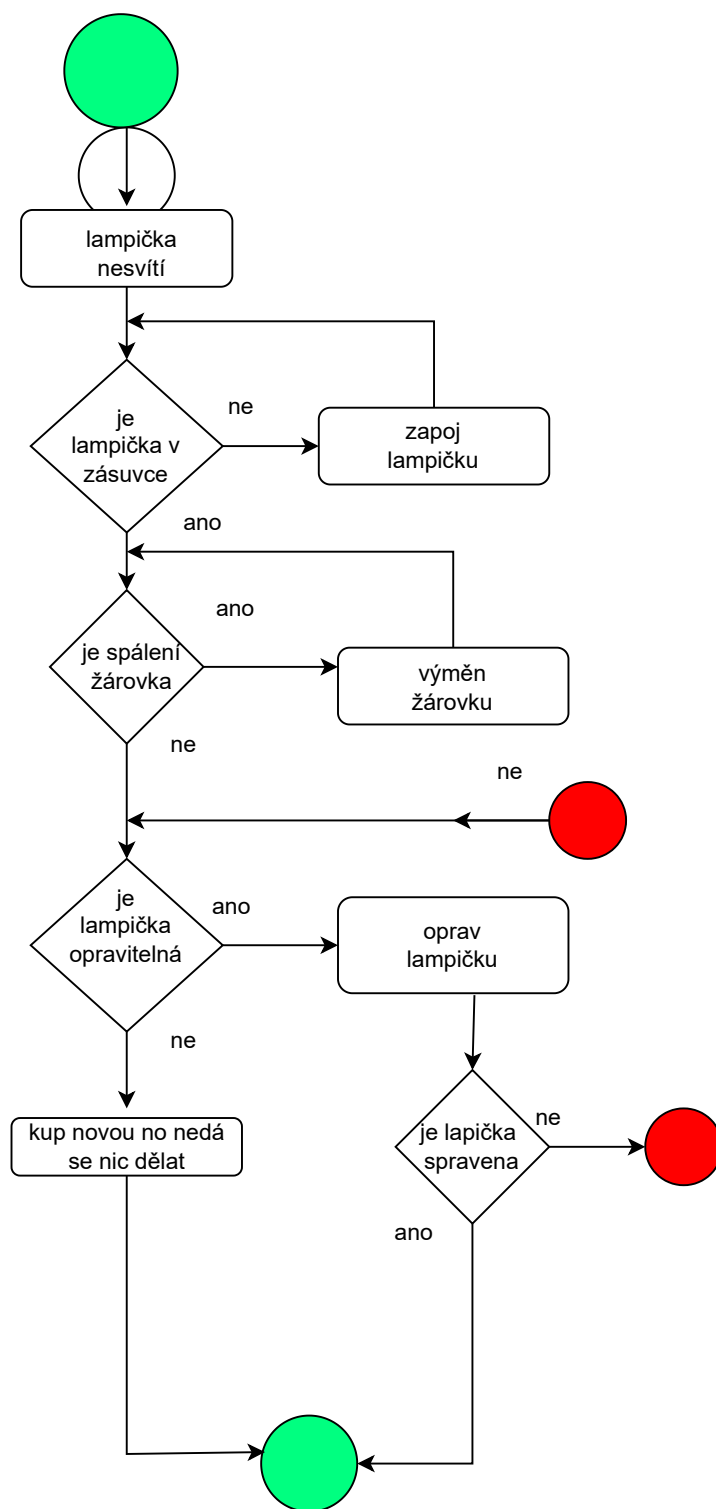 lampička
nesvítí
je
lampička v
zásuvce
ne
zapoj
lampičku
ano
je spálení
žárovka
ano
výměn
žárovku
ne
ne
je
lampička
opravitelná
ano
oprav
lampičku
ne
kup novou no nedá
se nic dělat
je lapička
spravena
ne
ano